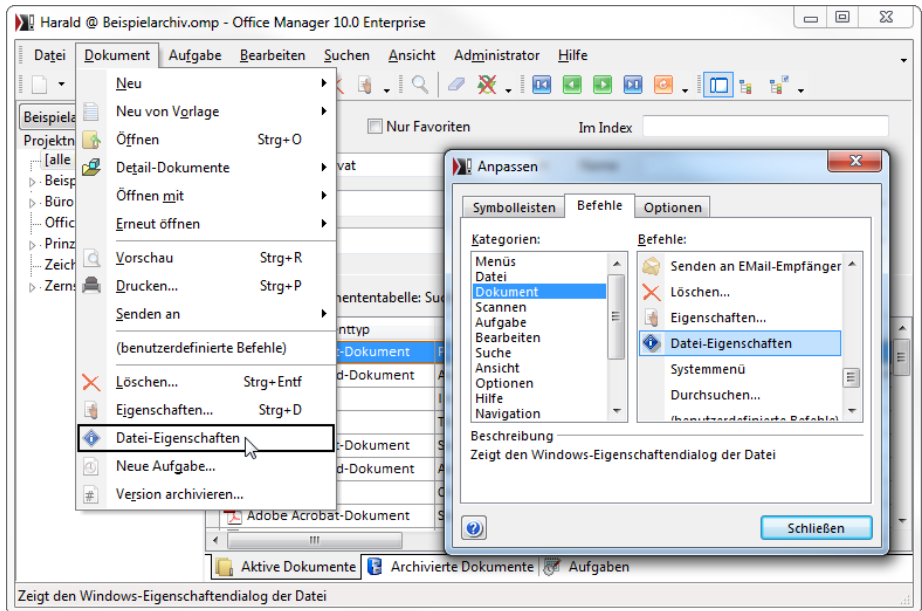 Harald @ Beispielarchiv.omp - Office Manager 10.0 Enterprise
Datei Dokument Aufgabe Bearbeiten Suchen Ansicht Administrator Hilfe
Neu
Neu von Vorlage
Öffnen Strg+O
Detail-Dokumente
Öffnen mit
Erneut öffnen
Vorschau Strg+R
Drucken... Strg+P
Senden an
(benutzerdefinierte Befehle)
Löschen... Strg+Entf
Eigenschaften... Strg+D
Datei-Eigenschaften
Neue Aufgabe...
Version archivieren...
Beispiela
Projektn
[alle
Beisp
Büro
Offic
Prinz
Zeich
Zerns
Nur Favoriten
Im Index
vat
ententabelle: Su
nttyp
t-Dokument
d-Dokument A
t-Dokument S
d-Dokument A
Adobe Acrobat-Dokument S
Anpassen
Symbolleisten Befehle Optionen
Kategorien:
Menüs
Datei
Dokument
Scannen
Aufgabe
Bearbeiten
Suche
Ansicht
Optionen
Hilfe
Navigation
Befehle:
Senden an EMail-Empfänger
Löschen...
Eigenschaften...
Datei-Eigenschaften
Systemmenü
Durchsuchen...
(benutzerdefinierte Befehle)
Beschreibung
Zeigt den Windows-Eigenschaftendialog der Datei
Schließen
Aktive Dokumente Archivierte Dokumente Aufgaben
Zeigt den Windows-Eigenschaftendialog der Datei